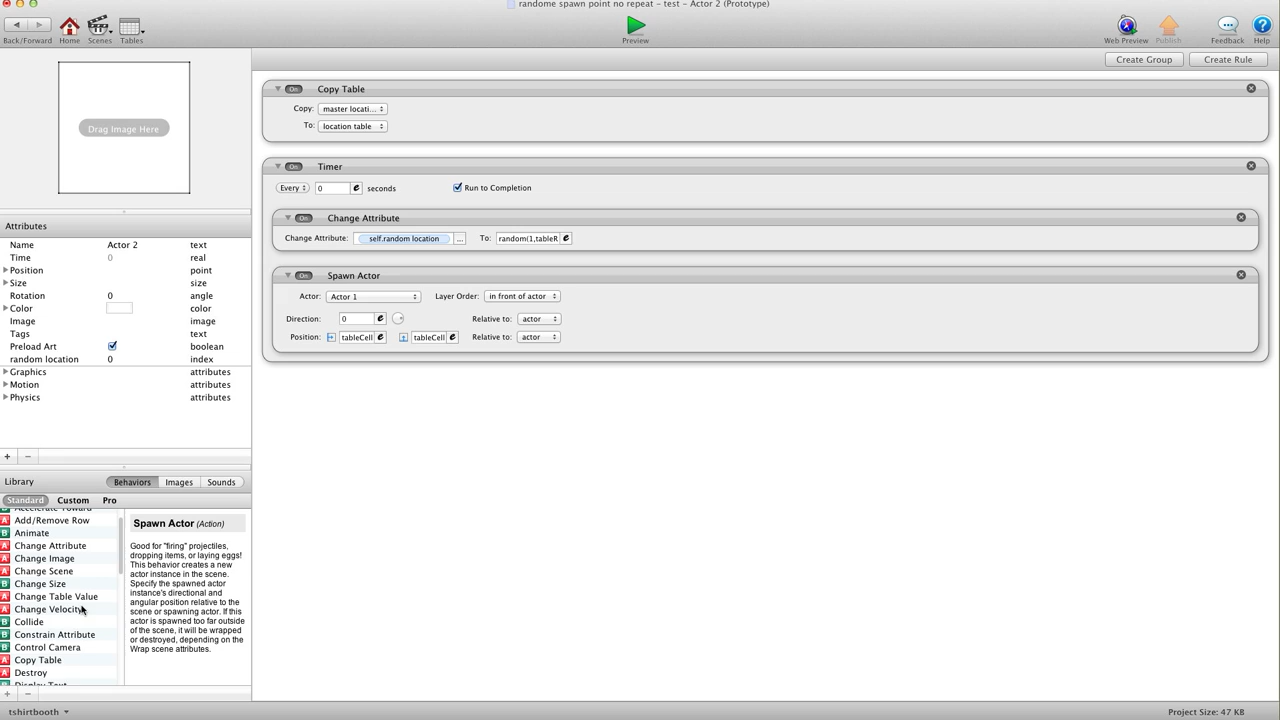 randome spawn point no repeat - test - Actor 2 (Prototype)
Back/Forward Home Scenes Tables Preview Web Preview Publish Feedback Help
Create Group Create Rule
Drag Image Here
Attributes
Name Actor 2 text
Time 0 real
Position point
Size size
Rotation 0 angle
Color color
Image image
Tags text
Preload Art boolean
random location 0 index
Graphics attributes
Motion attributes
Physics attributes
+ -
Library Behaviors Images Sounds
Standard Custom Pro
A Add/Remove Row
B Animate
A Change Attribute
A Change Image
A Change Scene
B Change Size
A Change Table Value
A Change Velocity
B Collide
B Constrain Attribute
B Control Camera
A Copy Table
A Destroy
Spawn Actor (Action)
Good for "firing" projectiles,
dropping items, or laying eggs!
This behavior creates a new
actor instance in the scene.
Specify the spawned actor
instance's directional and
angular position relative to the
scene or spawning actor. If this
actor is spawned too far outside
of the scene, it will be wrapped
or destroyed, depending on the
Wrap scene attributes.
+ -
tshirtbooth
On Copy Table
Copy: master locati...
To: location table
On Timer
Every 0 e seconds Run to Completion
On Change Attribute
Change Attribute: self.random location ... To: random(1,tableR e
On Spawn Actor
Actor: Actor 1 Layer Order: in front of actor
Direction: 0 e Relative to: actor
Position: tableCell e tableCell e Relative to: actor
Project Size: 47 KB